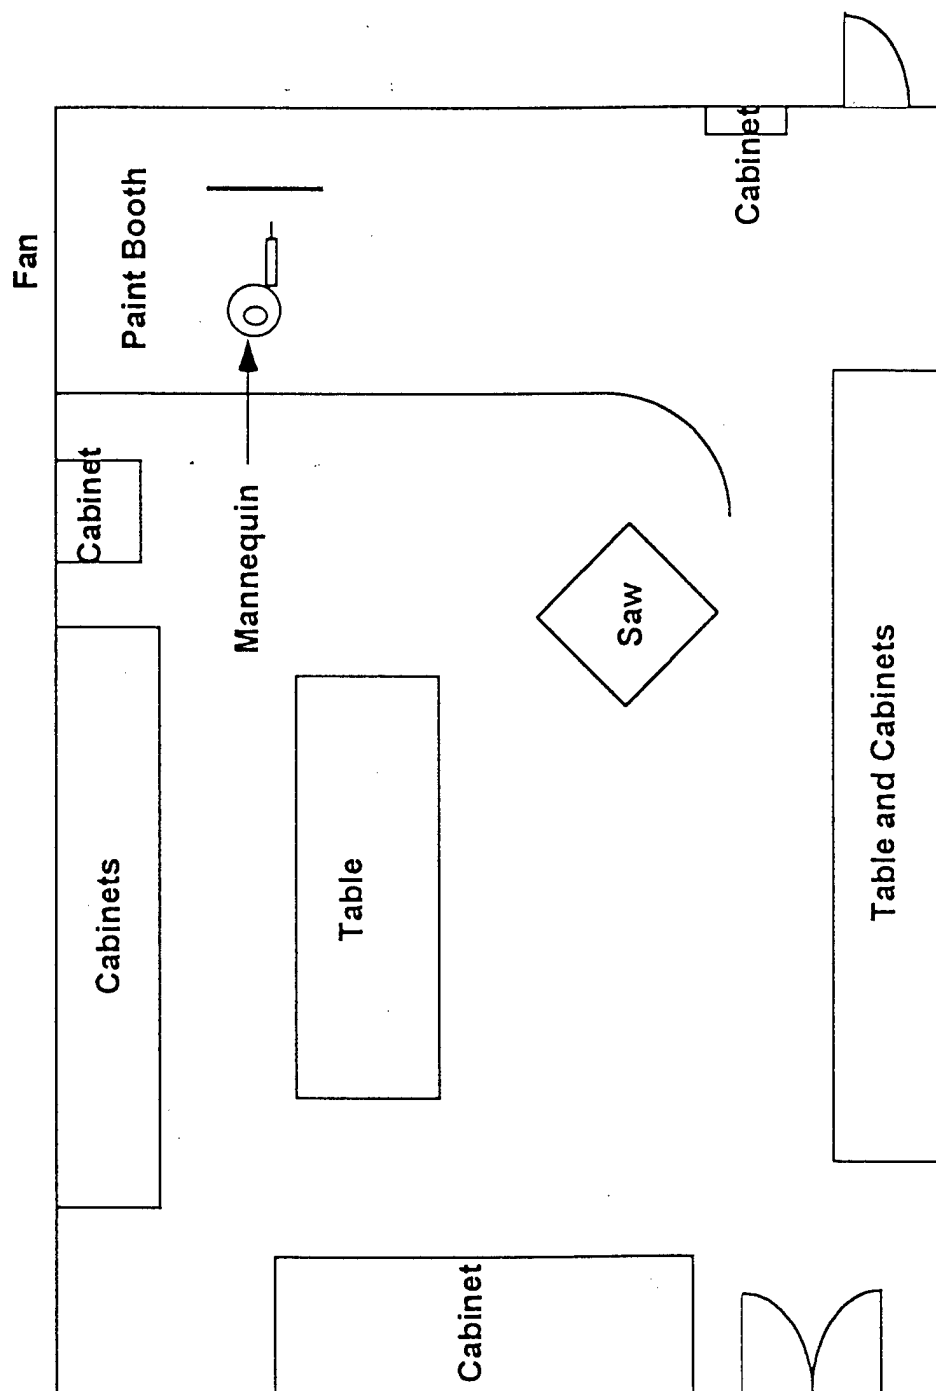 Fan
Paint Booth
Cabinet
Cabinet
Mannequin
Saw
Cabinets
Table
Table and Cabinets
Cabinet